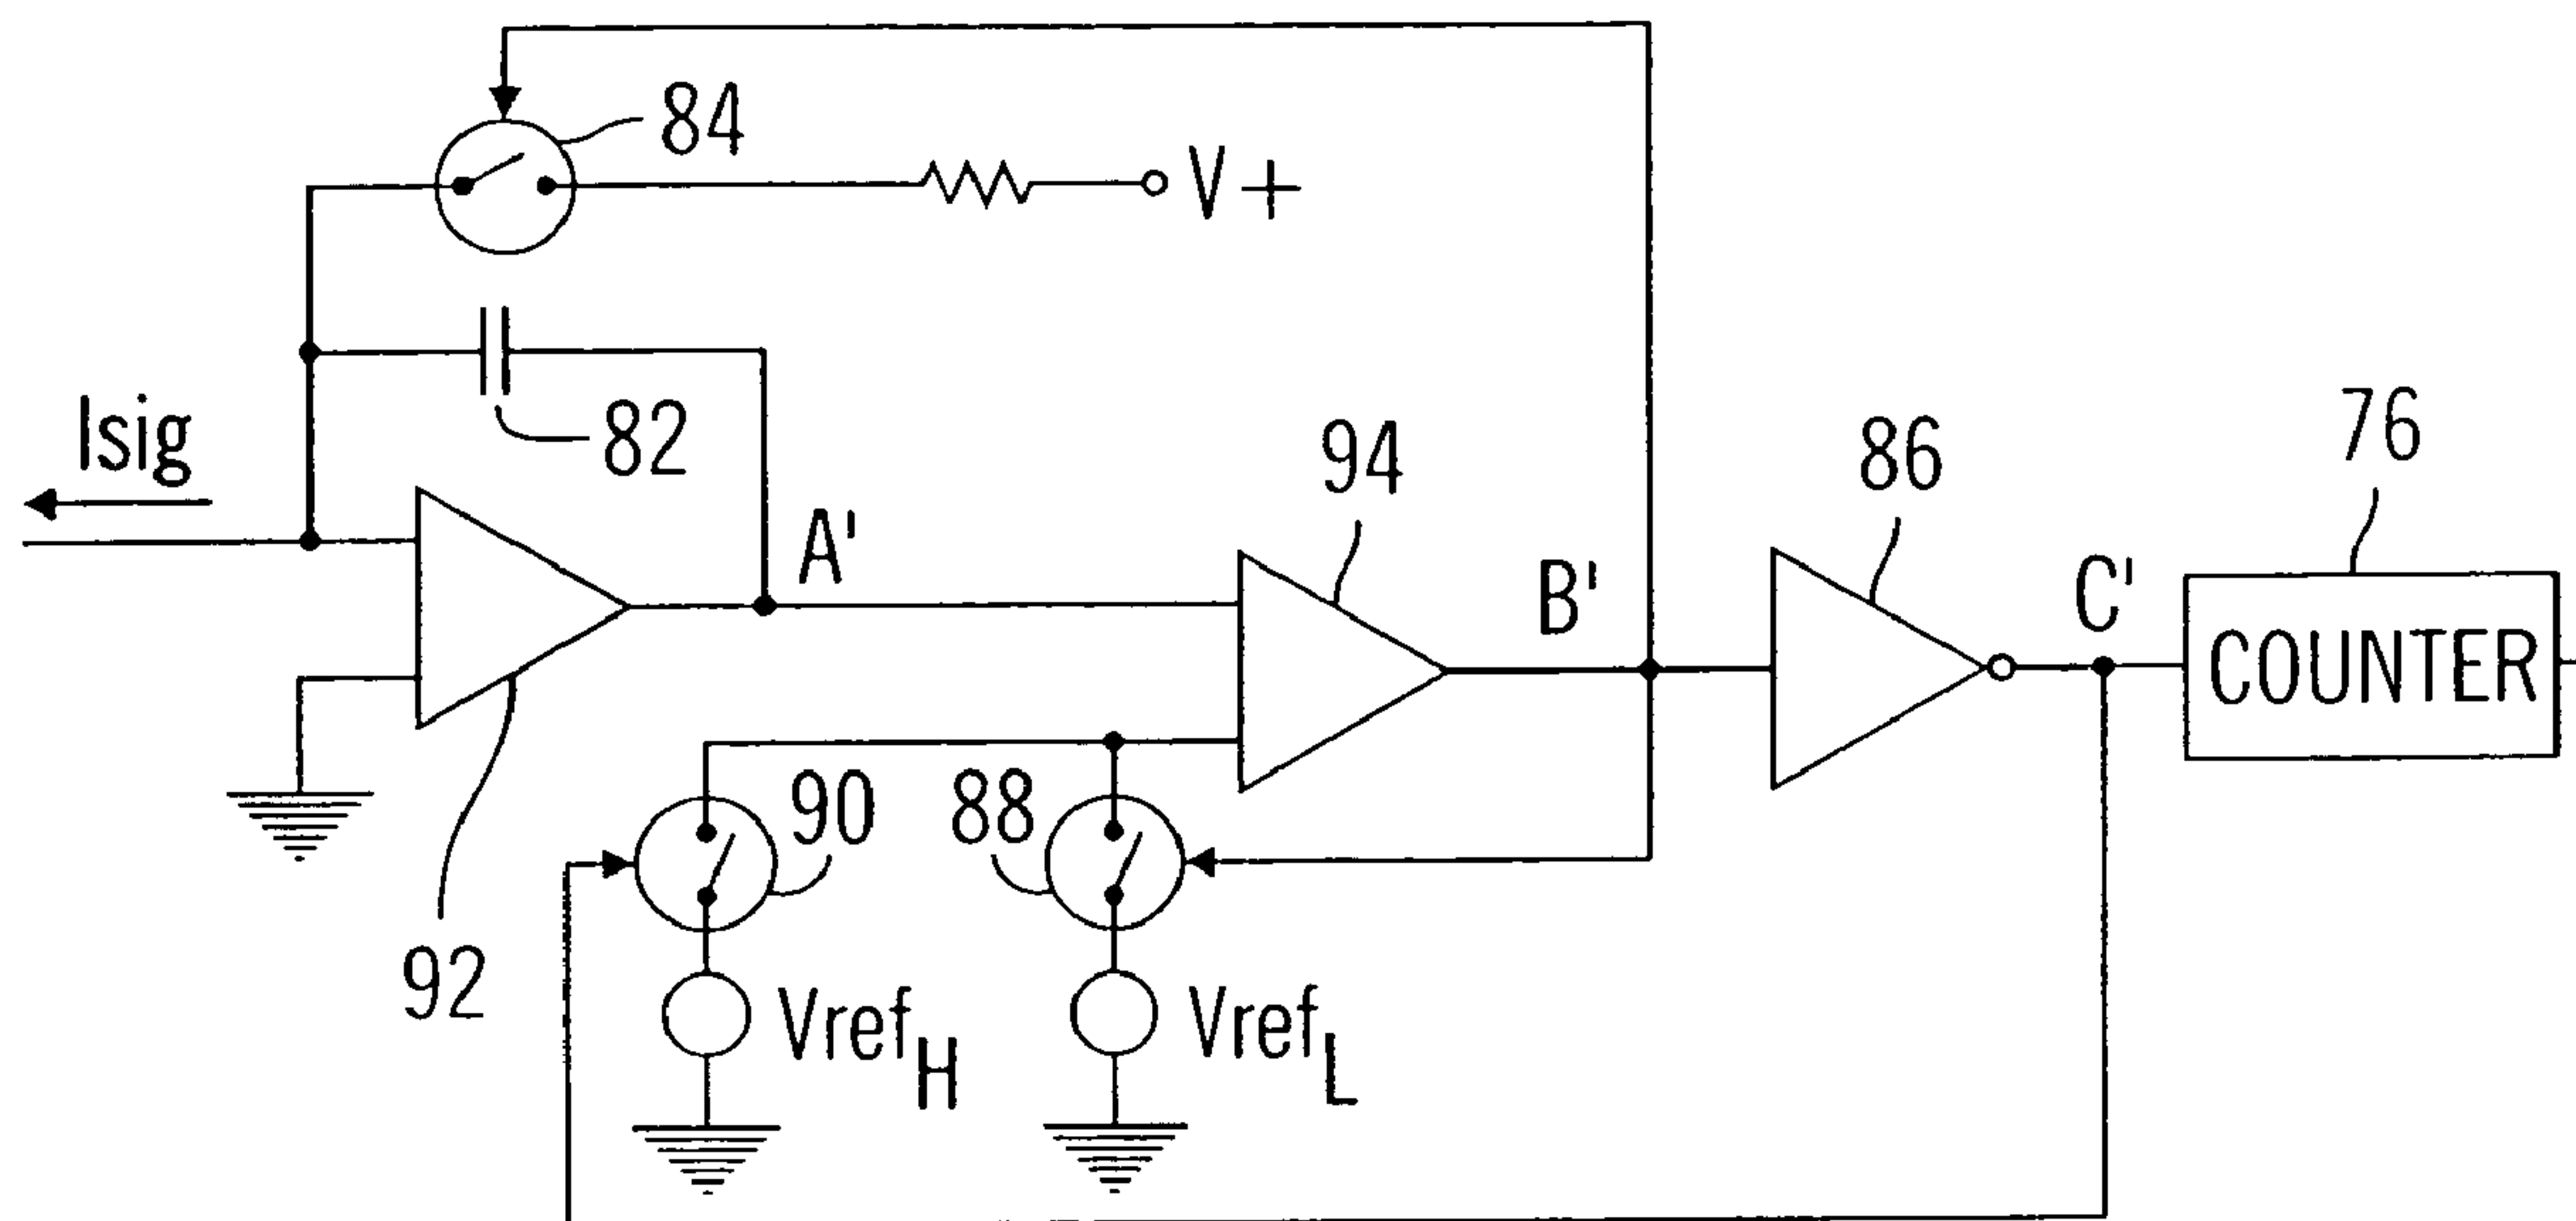 84
V+
Isig
82
94
86
76
A'
B'
C'
COUNTER
90
88
92
VrefH
VrefL